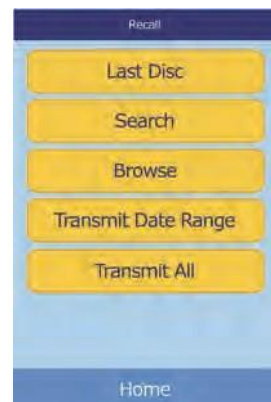 Recall
Last Disc
Search
Browse
Transmit Date Range
Transmit All
Home